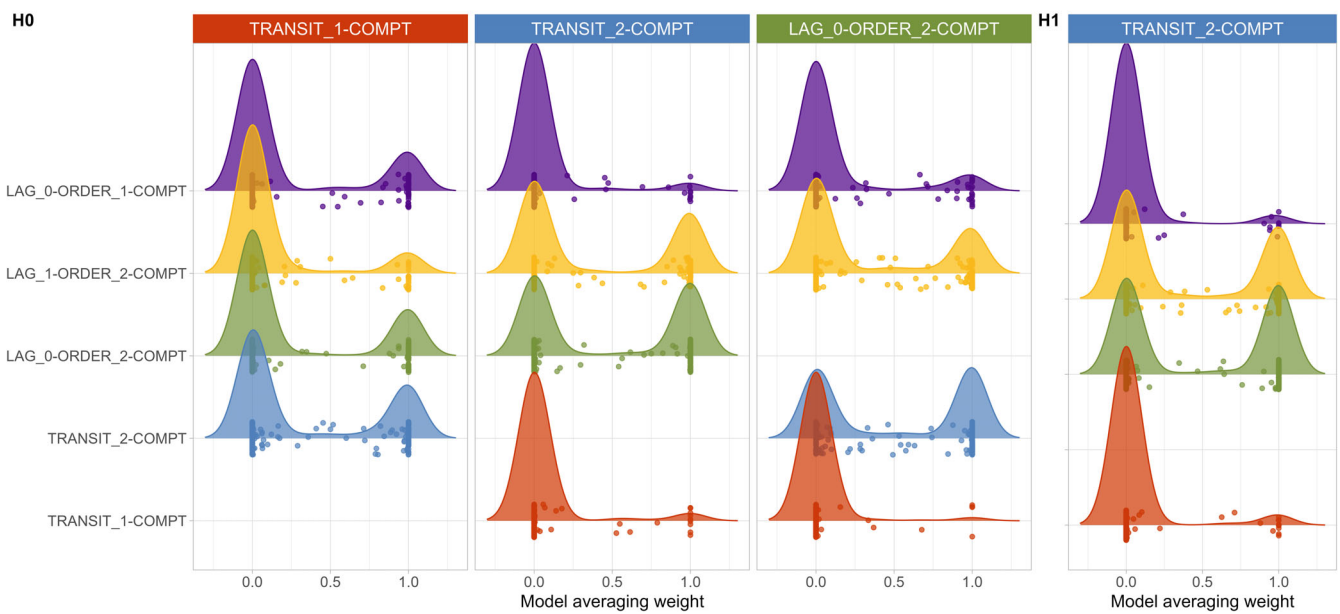 H0
TRANSIT_1-COMPT
TRANSIT_2-COMPT
LAG_0-ORDER_2-COMPT
H1
TRANSIT_2-COMPT
LAG_0-ORDER_1-COMPT
LAG_1-ORDER_2-COMPT
LAG_0-ORDER_2-COMPT
TRANSIT_2-COMPT
TRANSIT_1-COMPT
0.0 0.5 1.0 0.0 0.5 1.0 0.0 0.5 1.0 0.0 0.5 1.0
Model averaging weight
Model averaging weight